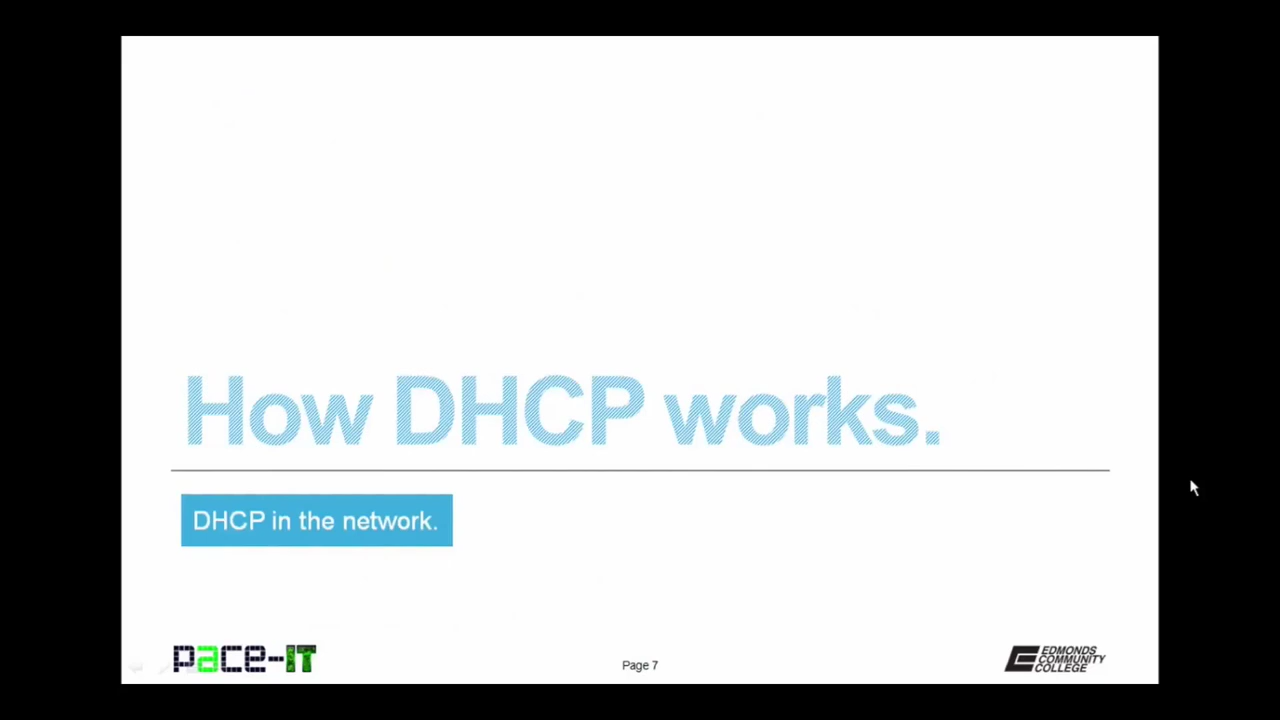 How DHCP works.
DHCP in the network.
pace-IT
Page 7
EDMONDS
COMMUNITY
COLLEGE